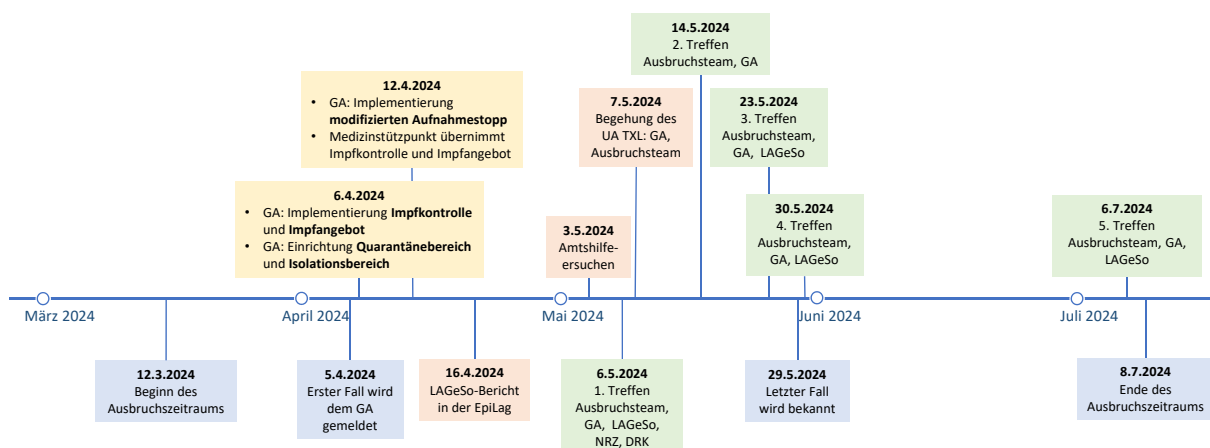 14.5.2024
2. Treffen
Ausbruchsteam, GA
12.4.2024
• GA: Implementierung
modifizierten Aufnahmestopp
• Medizinstützpunkt übernimmt
Impfkontrolle und Impfangebot
7.5.2024
Begehung des
UA TXL: GA,
Ausbruchsteam
23.5.2024
3. Treffen
Ausbruchsteam,
GA, LAGeSo
6.4.2024
• GA: Implementierung Impfkontrolle
und Impfangebot
• GA: Einrichtung Quarantänebereich
und Isolationsbereich
3.5.2024
Amtshilfe-
ersuchen
30.5.2024
4. Treffen
Ausbruchsteam,
GA, LAGeSo
6.7.2024
5. Treffen
Ausbruchsteam, GA,
LAGeSo
März 2024
April 2024
Mai 2024
Juni 2024
Juli 2024
12.3.2024
Beginn des
Ausbruchszeitraums
5.4.2024
Erster Fall wird
dem GA
gemeldet
16.4.2024
LAGeSo-Bericht
in der EpiLag
6.5.2024
1. Treffen
Ausbruchsteam,
GA, LAGeSo,
NRZ, DRK
29.5.2024
Letzter Fall
wird bekannt
8.7.2024
Ende des
Ausbruchszeitraums